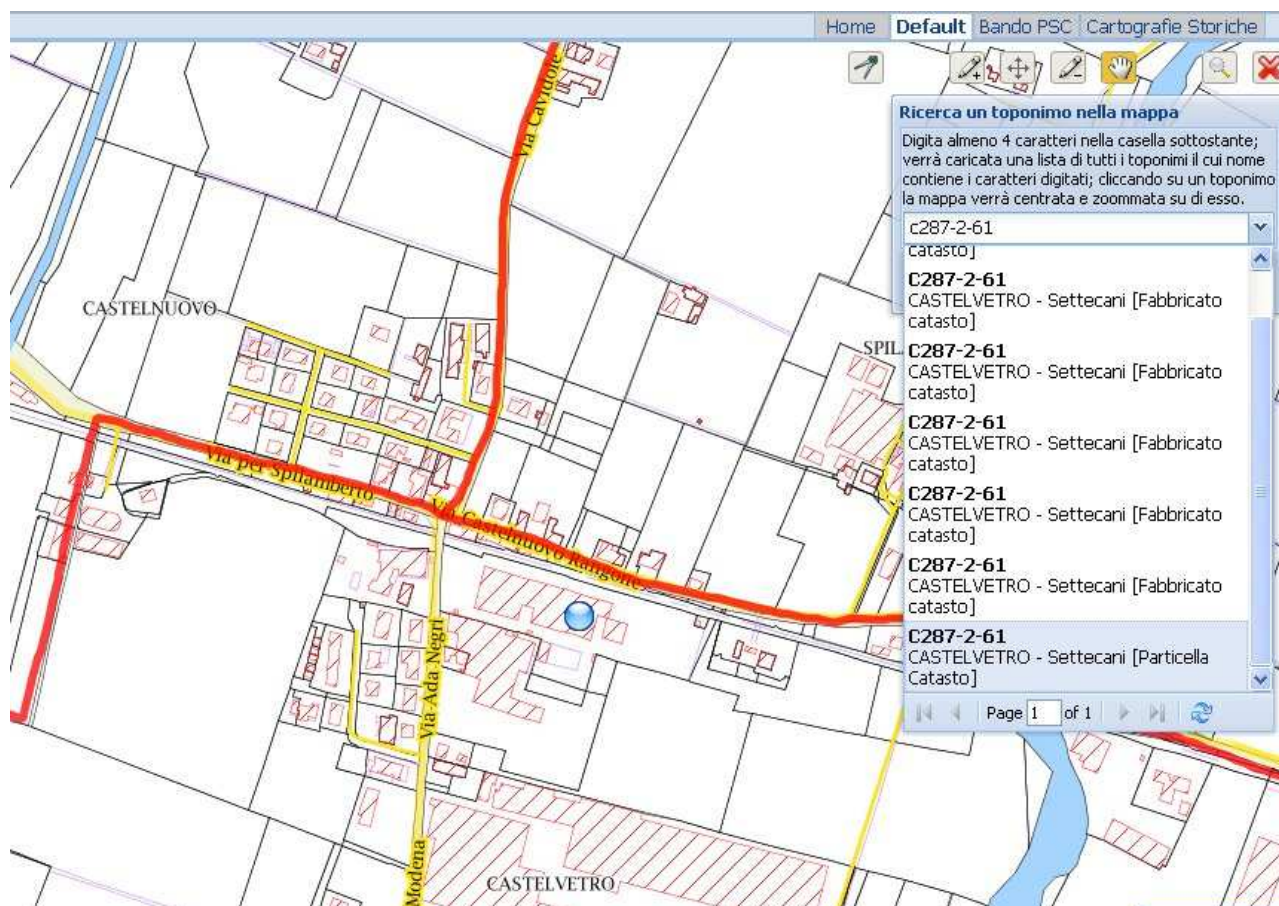 Home Default Bando PSC Cartografie Storiche
Ricerca un toponimo nella mappa
Digita almeno 4 caratteri nella casella sottostante;
verrà caricata una lista di tutti i toponimi il cui nome
contiene i caratteri digitati; cliccando su un toponimo
la mappa verrà centrata e zoommata su di esso.
c287-2-61
catasto]
C287-2-61
CASTELVETRO - Settecani [Fabbricato
catasto]
C287-2-61
CASTELVETRO - Settecani [Fabbricato
catasto]
C287-2-61
CASTELVETRO - Settecani [Fabbricato
catasto]
C287-2-61
CASTELVETRO - Settecani [Fabbricato
catasto]
C287-2-61
CASTELVETRO - Settecani [Fabbricato
catasto]
C287-2-61
CASTELVETRO - Settecani [Particella
Catasto]
Page 1 of 1
Via Cavidole
CASTELNUOVO
SPIL
Via per Spilamberto
Via Castelnuovo Rangone
Via Ada Negri
Modena
CASTELVETRO